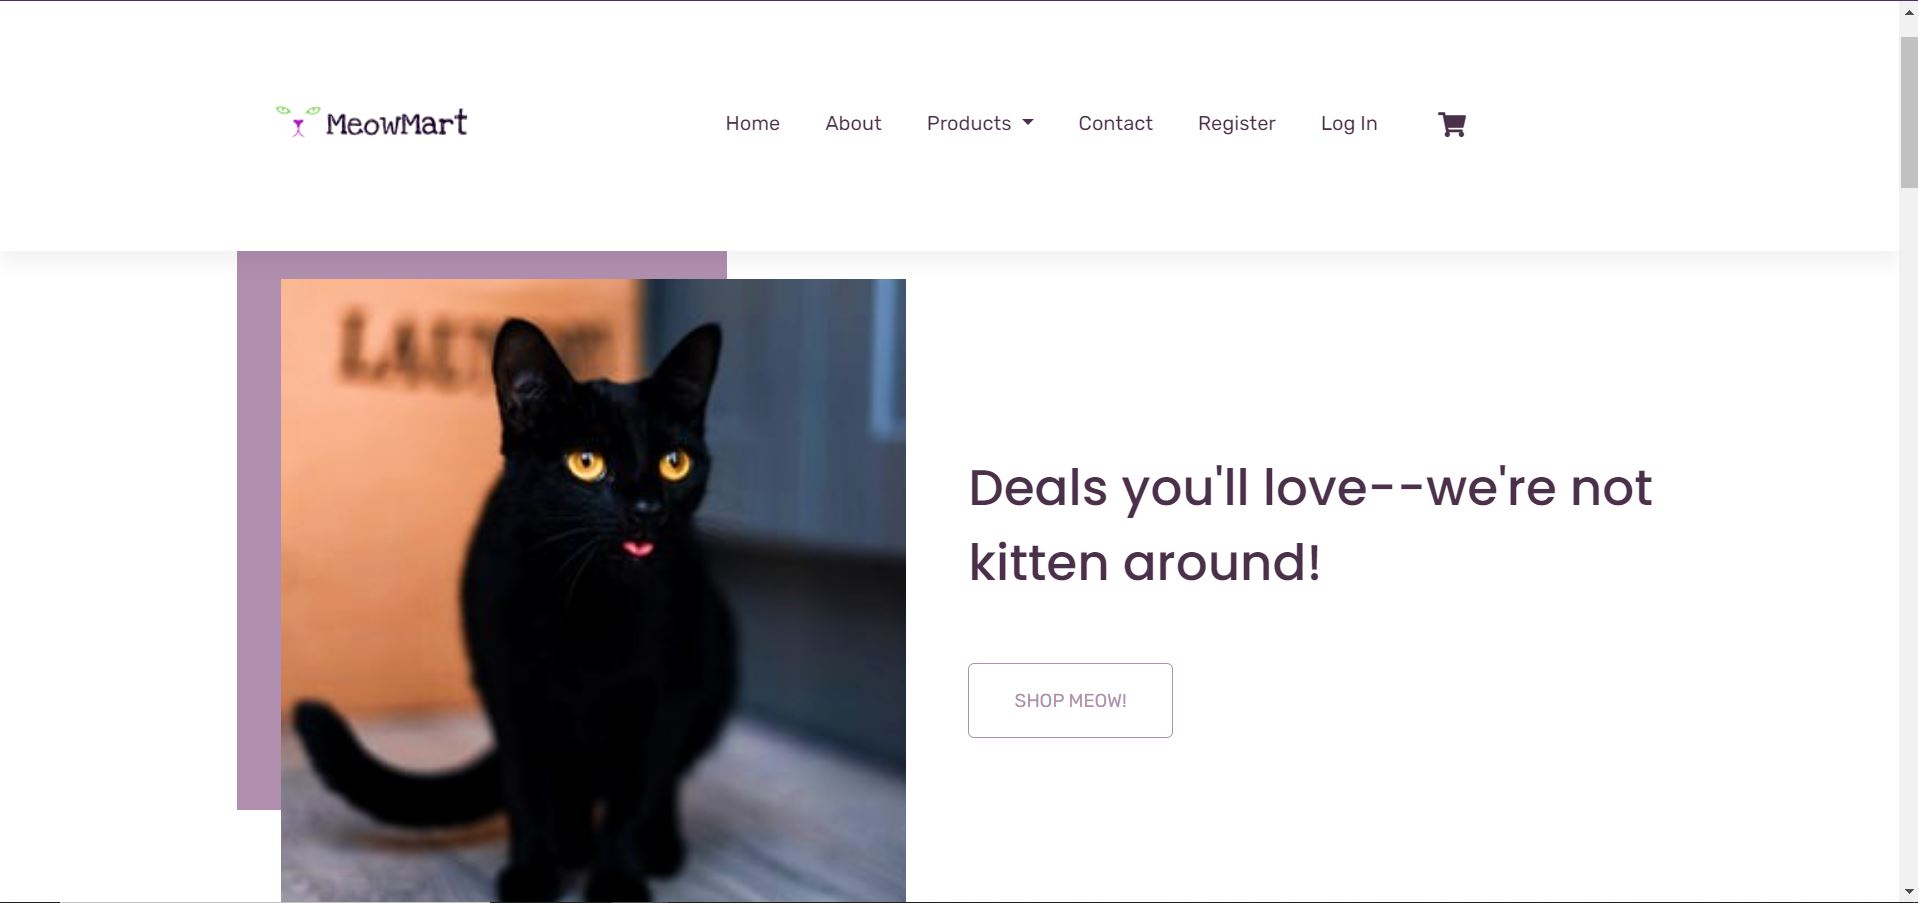 MeowMart
Home
About
Products
Contact
Register
Log In
Deals you'll love--we're not
kitten around!
SHOP MEOW!